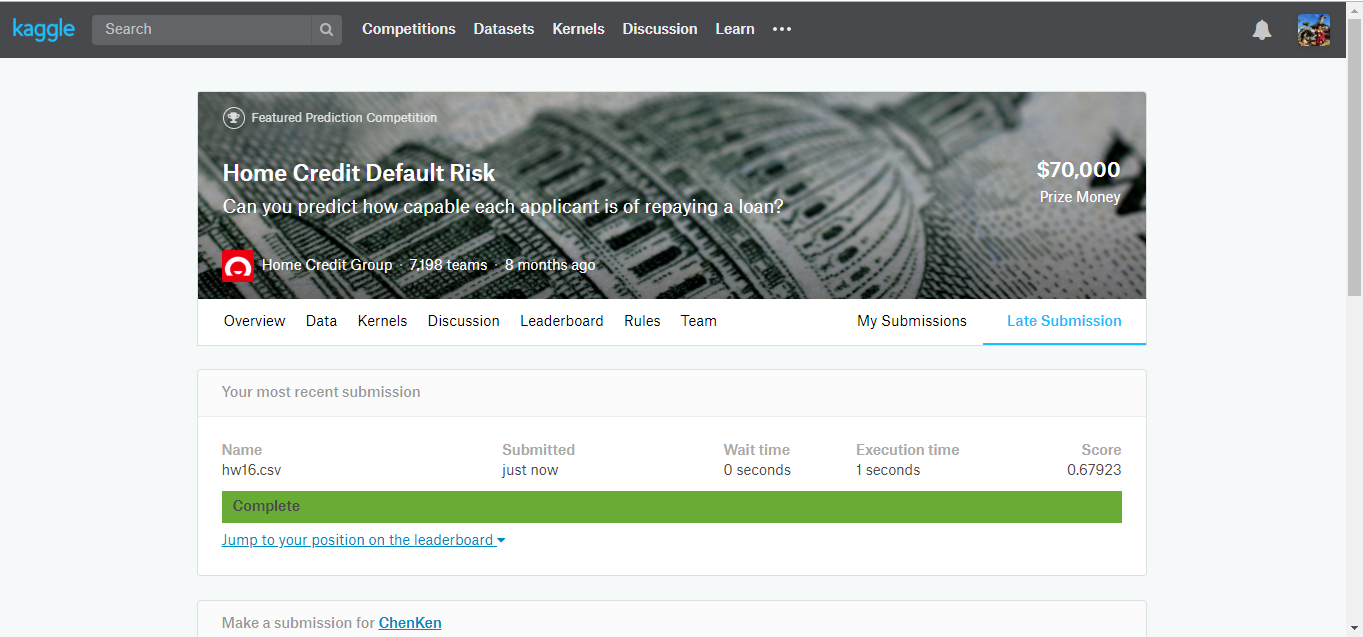 kaggle Search Competitions Datasets Kernels Discussion Learn •••
Featured Prediction Competition
Home Credit Default Risk
$70,000
Can you predict how capable each applicant is of repaying a loan?
Prize Money
Home Credit Group · 7,198 teams · 8 months ago
Overview Data Kernels Discussion Leaderboard Rules Team My Submissions Late Submission
Your most recent submission
Name Submitted Wait time Execution time Score
hw16.csv just now 0 seconds 1 seconds 0.67923
Complete
Jump to your position on the leaderboard
Make a submission for ChenKen